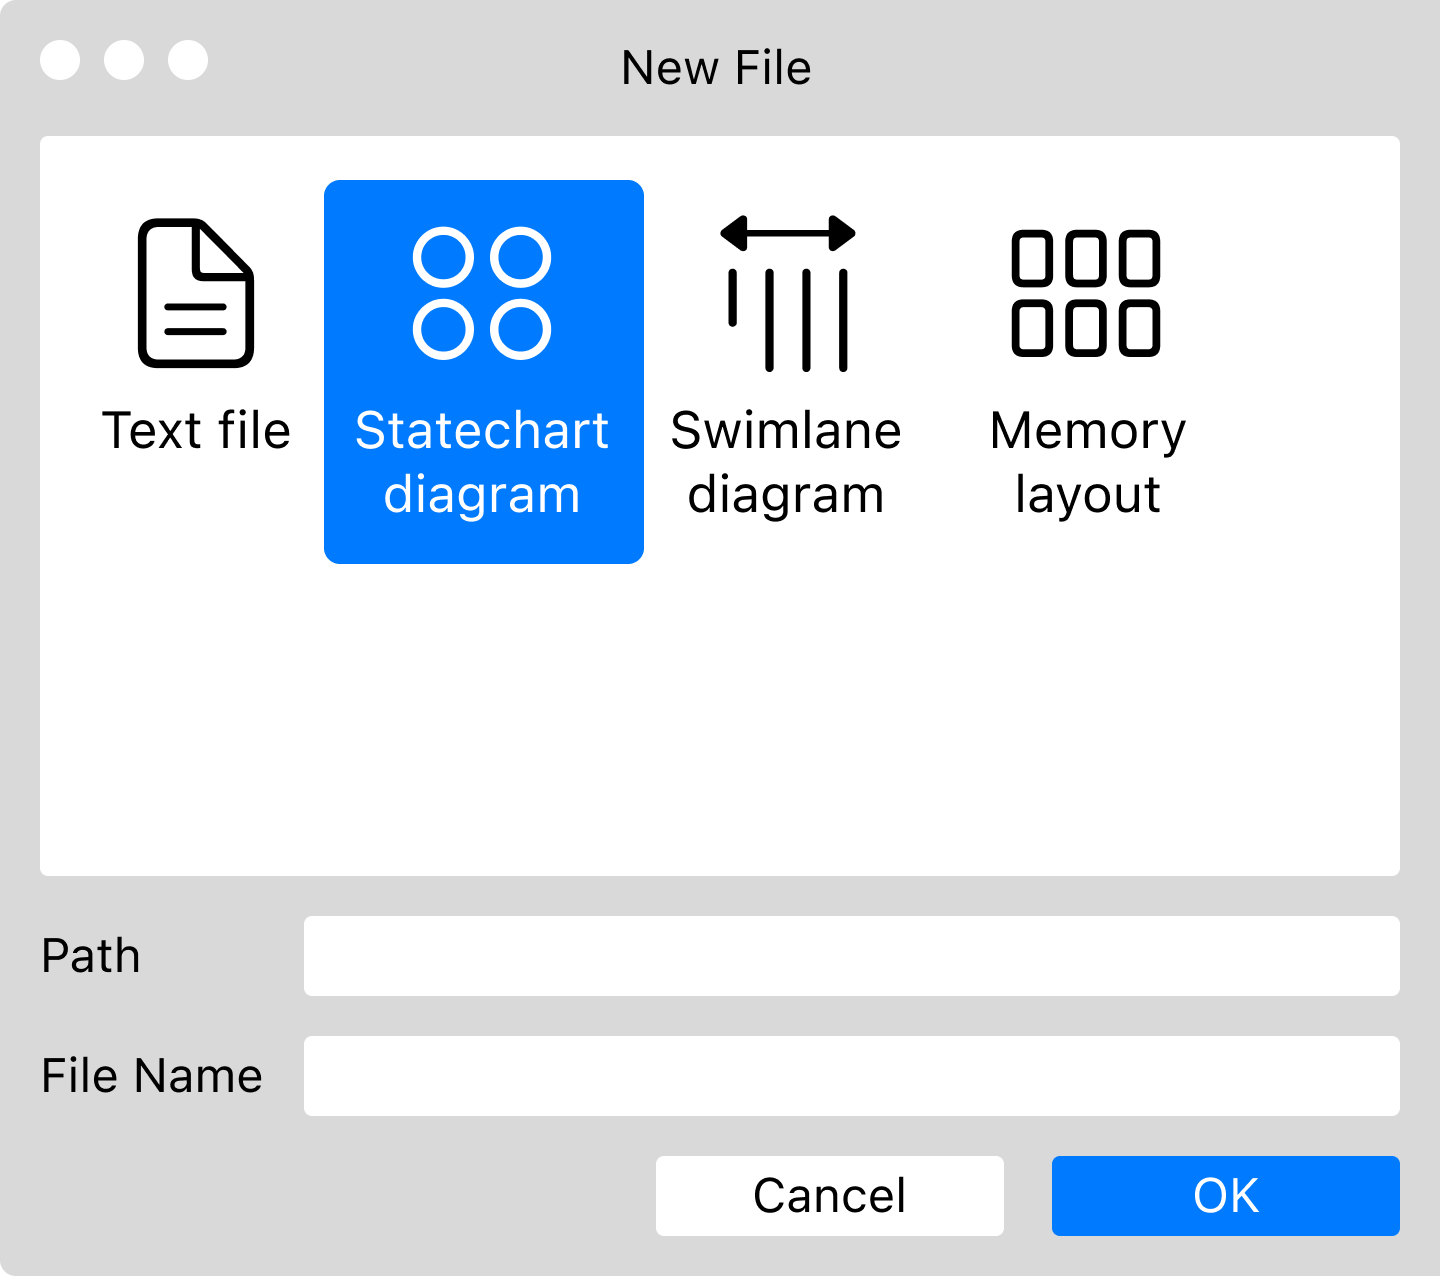 New File
Text file
Statechart
diagram
Swimlane
diagram
Memory
layout
Path
File Name
Cancel
OK